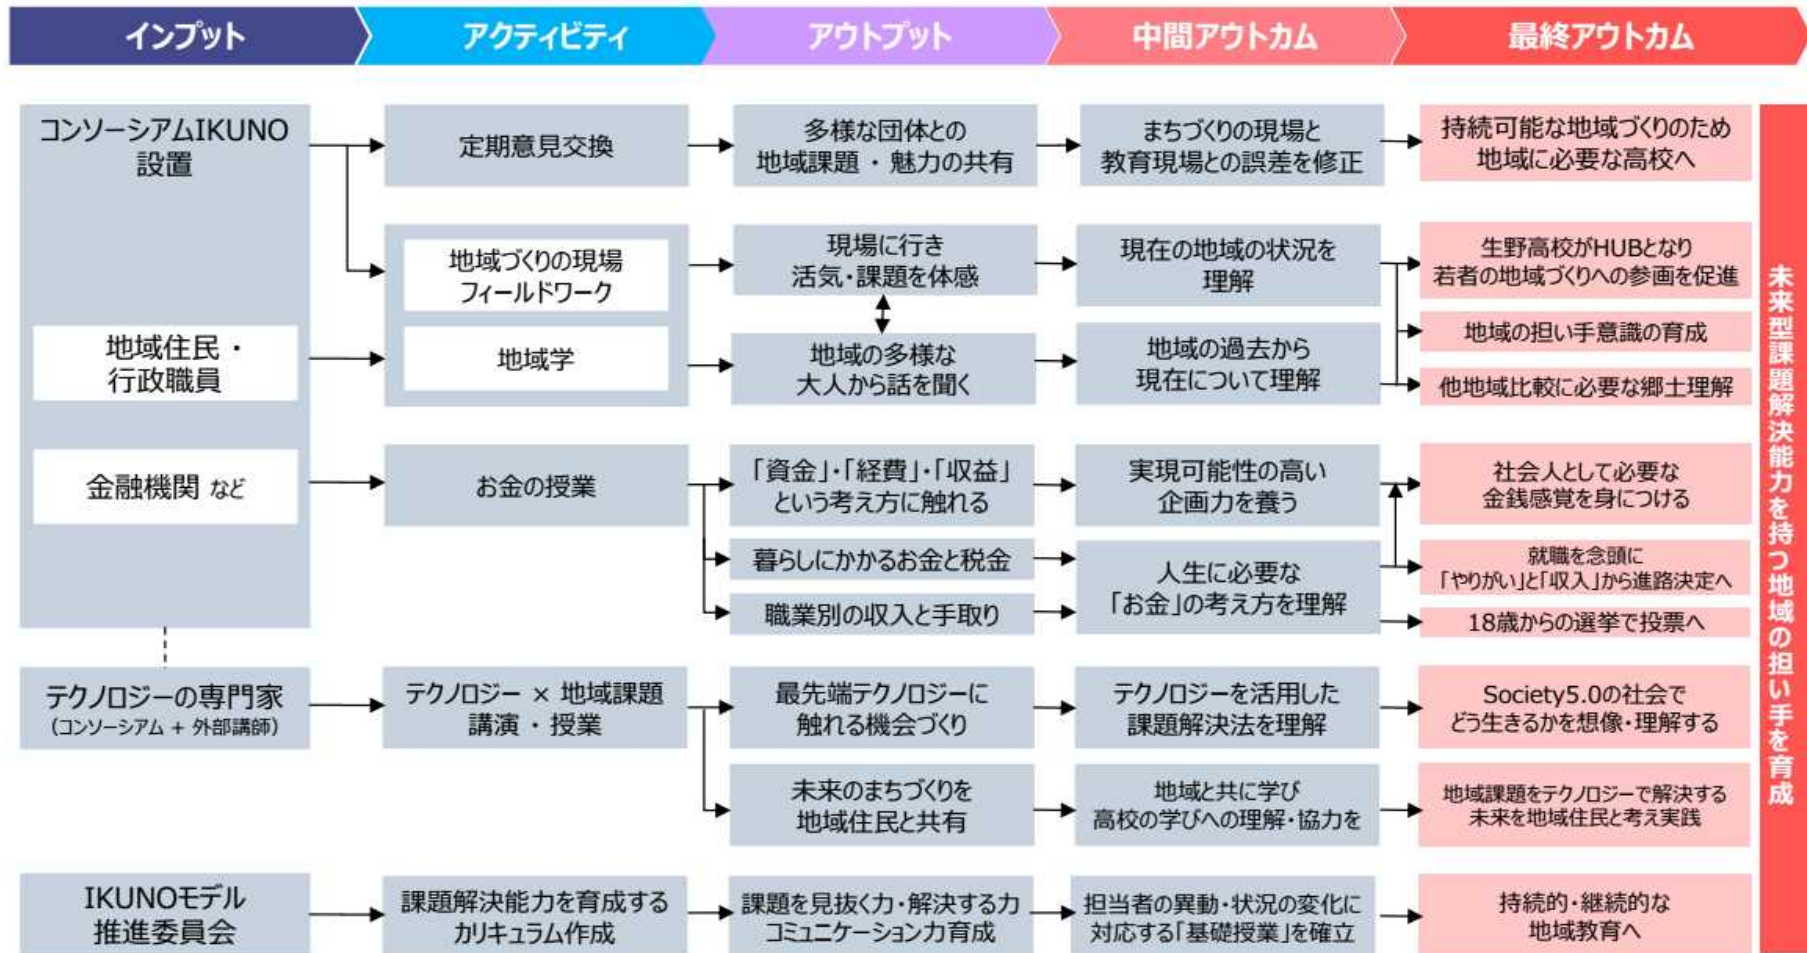 インプット
アクティビティ
アウトプット
中間アウトカム
最終アウトカム
コンソーシアムIKUNO
設置
定期意見交換
多様な団体との
地域課題・魅力の共有
まちづくりの現場と
教育現場との誤差を修正
持続可能な地域づくりのため
地域に必要な高校へ
地域づくりの現場
フィールドワーク
現場に行き
活気・課題を体感
現在の地域の状況を
理解
生野高校がHUBとなり
若者の地域づくりへの参画を促進
地域住民・
行政職員
地域学
地域の多様な
大人から話を聞く
地域の過去から
現在について理解
地域の担い手意識の育成
他地域比較に必要な郷土理解
金融機関 など
お金の授業
「資金」・「経費」・「収益」
という考え方に触れる
実現可能性の高い
企画力を養う
社会人として必要な
金銭感覚を身につける
暮らしにかかるお金と税金
職業別の収入と手取り
人生に必要な
「お金」の考え方を理解
就職を念頭に
「やりがい」と「収入」から進路決定へ
18歳からの選挙で投票へ
テクノロジーの専門家
(コンソーシアム + 外部講師)
テクノロジー × 地域課題
講演・授業
最先端テクノロジーに
触れる機会づくり
テクノロジーを活用した
課題解決法を理解
Society5.0の社会で
どう生きるかを想像・理解する
未来のまちづくりを
地域住民と共有
地域と共に学び
高校の学びへの理解・協力を
地域課題をテクノロジーで解決する
未来を地域住民と考え実践
IKUNOモデル
推進委員会
課題解決能力を育成する
カリキュラム作成
課題を見抜く力・解決する力
コミュニケーション力育成
担当者の異動・状況の変化に
対応する「基礎授業」を確立
持続的・継続的な
地域教育へ
未来型課題解決能力を持つ地域の担い手を育成